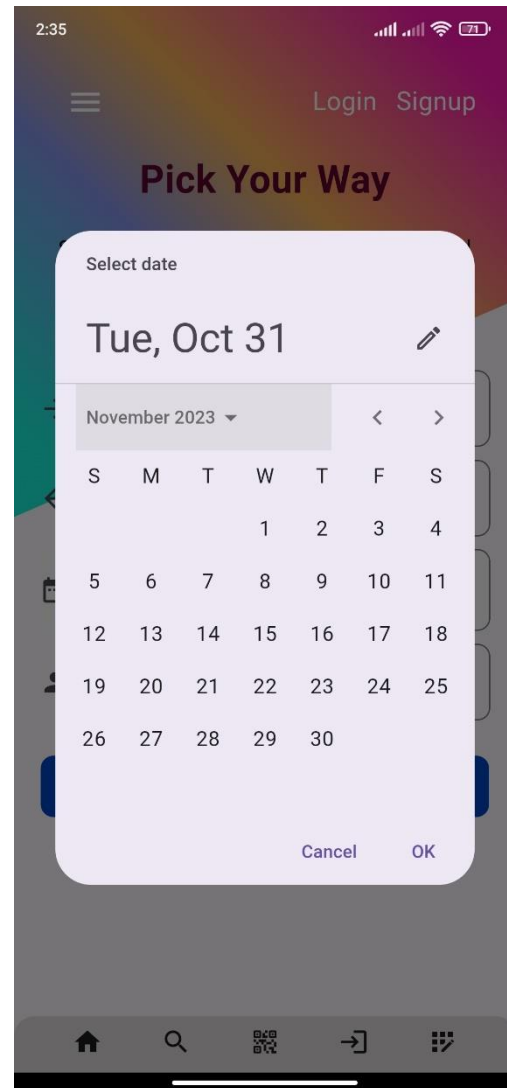 2:35
71
Login Signup
Pick Your Way
Select date
Tue, Oct 31
November 2023
S M T W T F S
1 2 3 4
5 6 7 8 9 10 11
12 13 14 15 16 17 18
19 20 21 22 23 24 25
26 27 28 29 30
Cancel OK